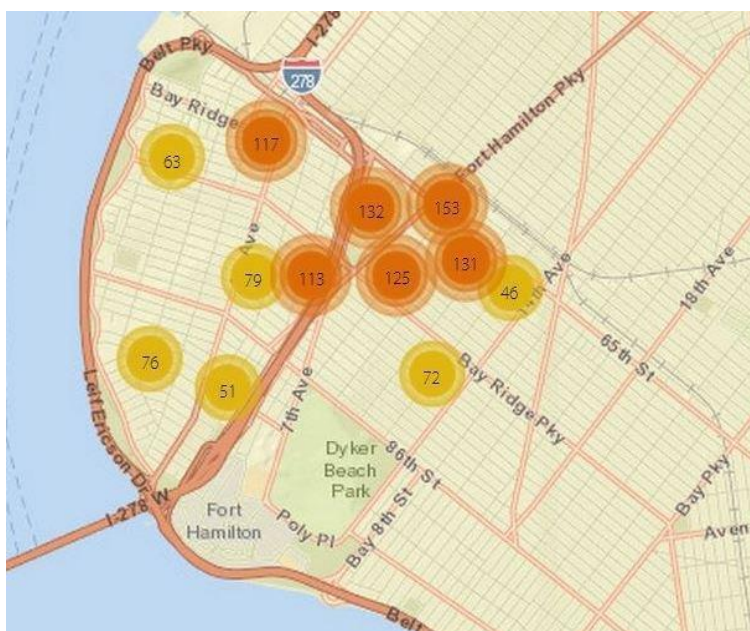 I-278
Belt Pky
278
Bay Ridge
Fort Hamilton Pky
117
63
132
153
Ave
79
113
125
131
46
Ave
18th Ave
65th St
76
51
72
7th Ave
Bay Ridge Pky
Leif Ericson Dr
Dyker
Beach
Park
86th St
Bay Pky
I-278 W
Fort
Hamilton
Poly Pl
Bay 8th St
Aven
Belt